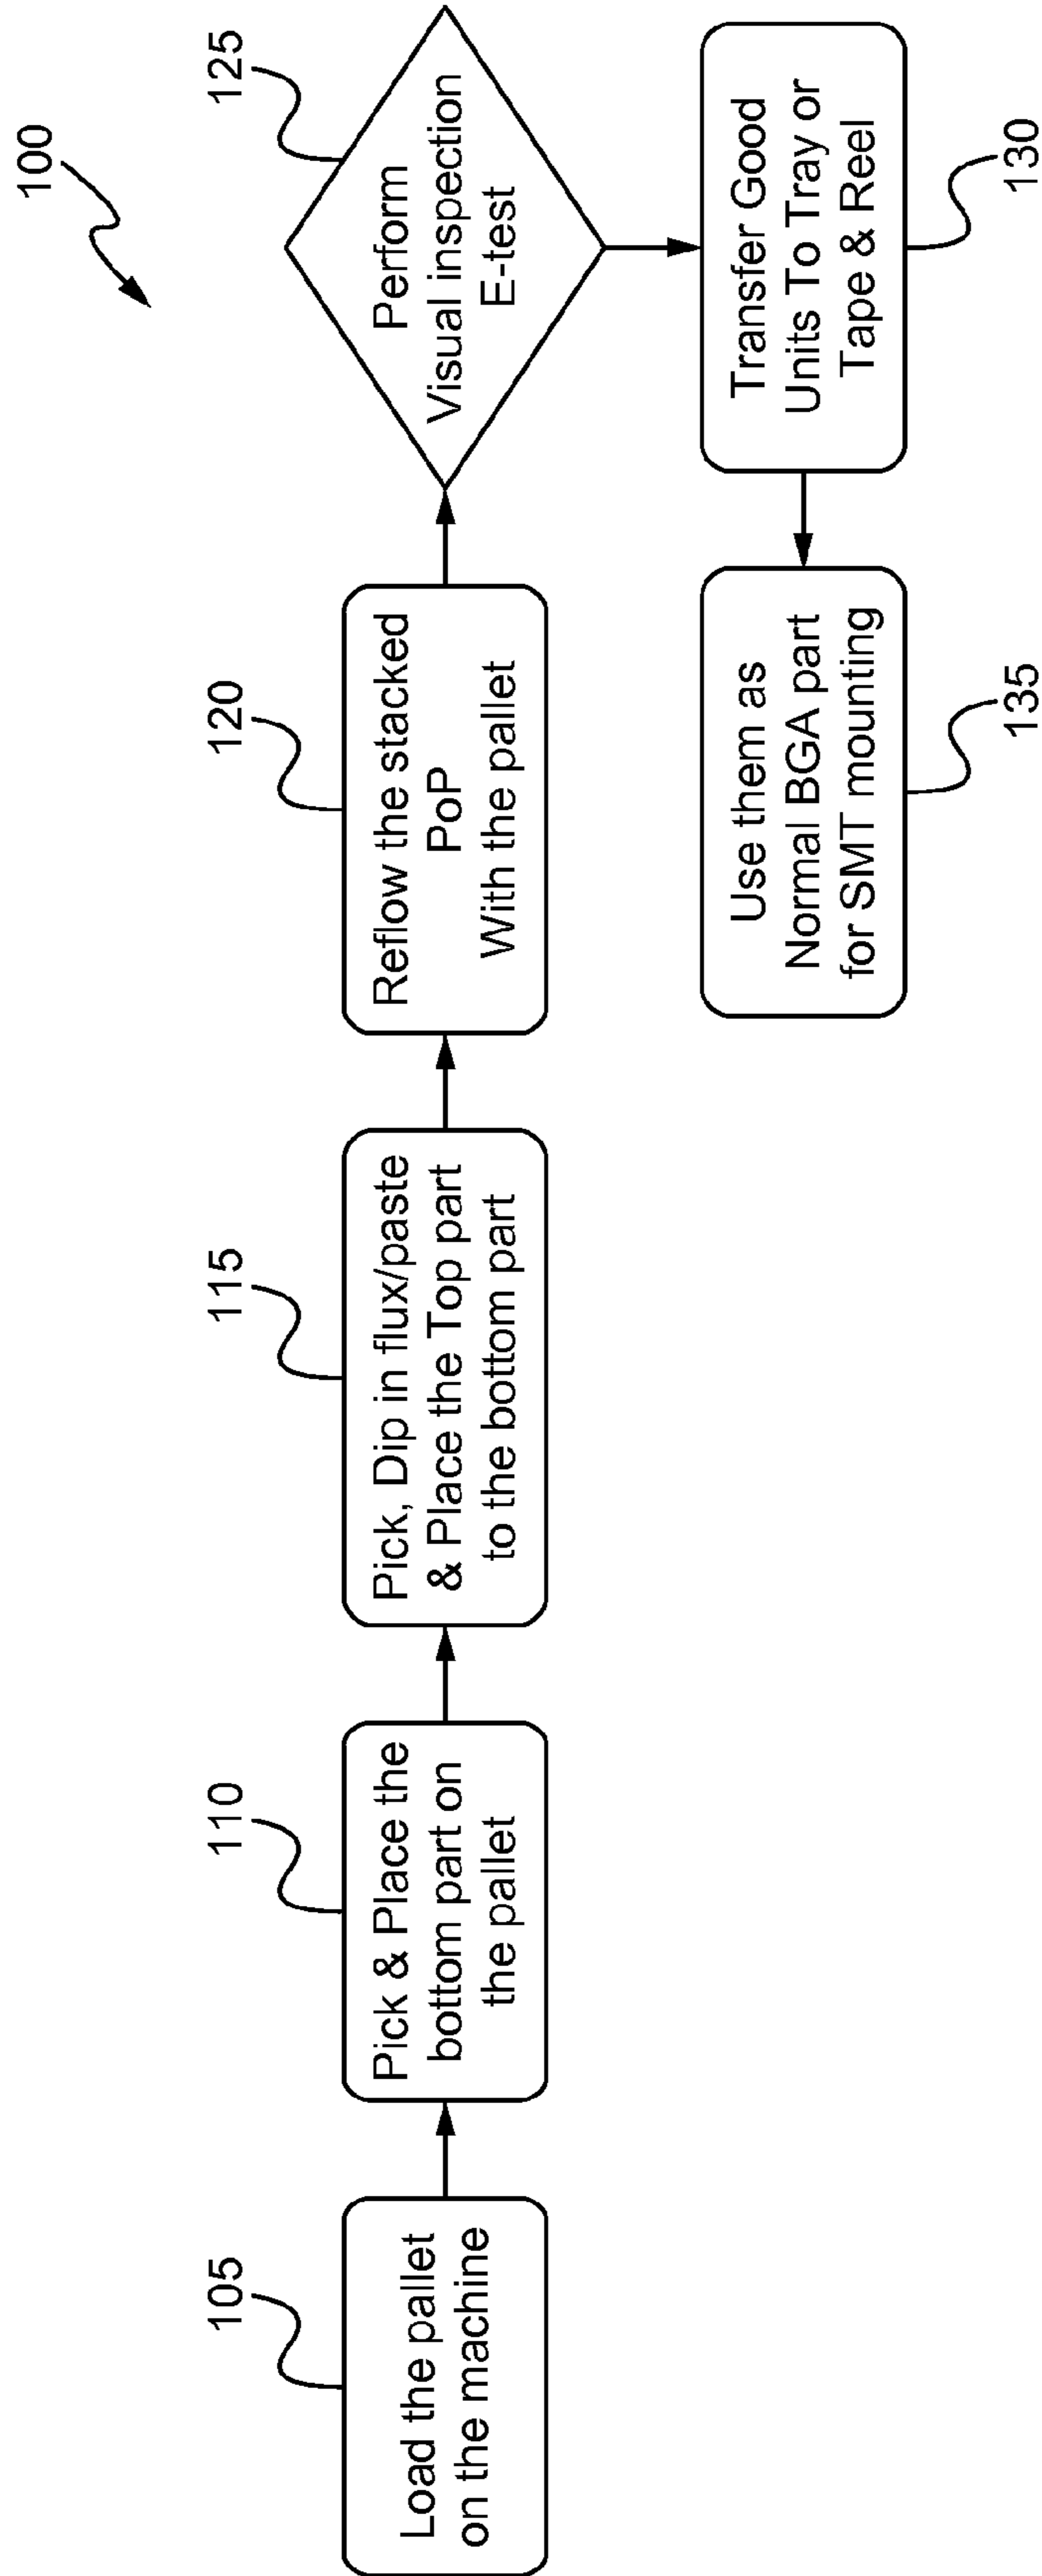 100
105
Load the pallet
on the machine
110
Pick & Place the
bottom part on
the pallet
115
Pick, Dip in flux/paste
& Place the Top part
to the bottom part
120
Reflow the stacked
PoP
With the pallet
125
Perform
Visual inspection
E-test
Transfer Good
Units To Tray or
Tape & Reel
130
Use them as
Normal BGA part
for SMT mounting
135